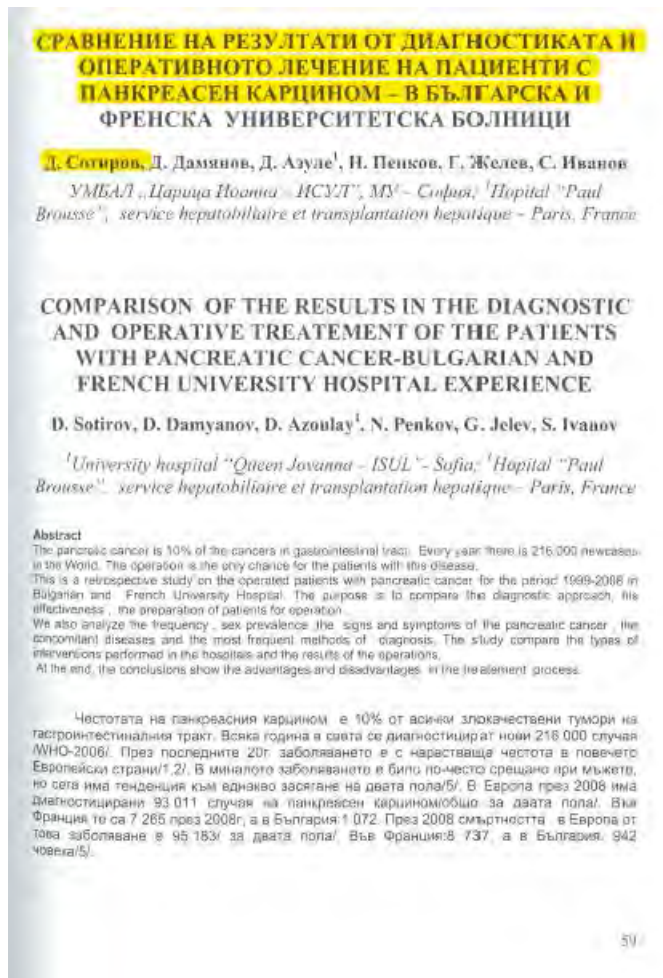 СРАВНЕНИЕ НА РЕЗУЛТАТИ ОТ ДИАГНОСТИКАТА И
ОПЕРАТИВНОТО ЛЕЧЕНИЕ НА ПАЦИЕНТИ С
ПАНКРЕАСЕН КАРЦИНОМ – В БЪЛГАРСКА И
ФРЕНСКА УНИВЕРСИТЕТСКА БОЛНИЦИ
Д. Сотиров, Д. Дамянов, Д. Азуле¹, Н. Пенков, Г. Желев, С. Иванов
УМБАЛ „Царица Иоанна – ИСУЛ”, МУ – София, ¹Hopital “Paul
Brousse”, service hepatobiliaire et transplantation hepatique – Paris, France
COMPARISON OF THE RESULTS IN THE DIAGNOSTIC
AND OPERATIVE TREATEMENT OF THE PATIENTS
WITH PANCREATIC CANCER-BULGARIAN AND
FRENCH UNIVERSITY HOSPITAL EXPERIENCE
D. Sotirov, D. Damyanov, D. Azoulay¹, N. Penkov, G. Jelev, S. Ivanov
¹University hospital “Queen Jovanna – ISUL”- Sofia; ¹Hopital “Paul
Brousse”, service hepatobiliaire et transplantation hepatique – Paris, France
Abstract
The pancreatic cancer is 10% of the cancers in gastrointestinal tract. Every year there is 216 000 newcases
in the World. The operation is the only chance for the patients with this disease.
This is a retrospective study on the operated patients with pancreatic cancer for the period 1999-2008 in
Bulgarian and French University Hospital. The purpose is to compare the diagnostic approach, his
effectiveness , the preparation of patients for operation.
We also analyze the frequency , sex prevalence ,the signs and symptoms of the pancreatic cancer , the
concomitant diseases and the most frequent methods of diagnosis. The study compare the types of
interventions performed in the hospitals and the results of the operations.
At the end, the conclusions show the advantages and disadvantages in the treatement process.
Честотата на панкреасния карцином е 10% от всички злокачествени тумори на
гастроинтестиналния тракт. Всяка година в света се диагностицират нови 216 000 случая
/WHO-2006/. През последните 20г. заболяването е с нарастваща честота в повечето
Европейски страни/1,2/. В миналото заболяването е било по-често срещано при мъжете,
но сега има тенденция към еднакво засягане на двата пола/5/. В Европа през 2008 има
диагностицирани 93 011 случая на панкреасен карцином/общо за двата пола/. Във
Франция те са 7 265 през 2008г, а в България:1 072. През 2008 смъртността в Европа от
това заболяване е 95 183/ за двата пола/. Във Франция:8 737, а в България: 942
човека/5/.
59